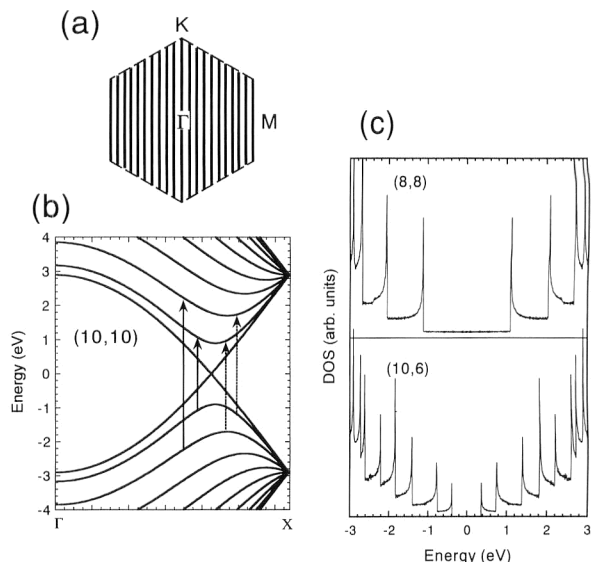 (a)
K
Γ
M
(b)
4
3
2
1
0
-1
-2
-3
-4
Energy (eV)
(10,10)
Γ
X
(c)
(8,8)
(10,6)
DOS (arb. units)
-3
-2
-1
0
1
2
3
Energy (eV)